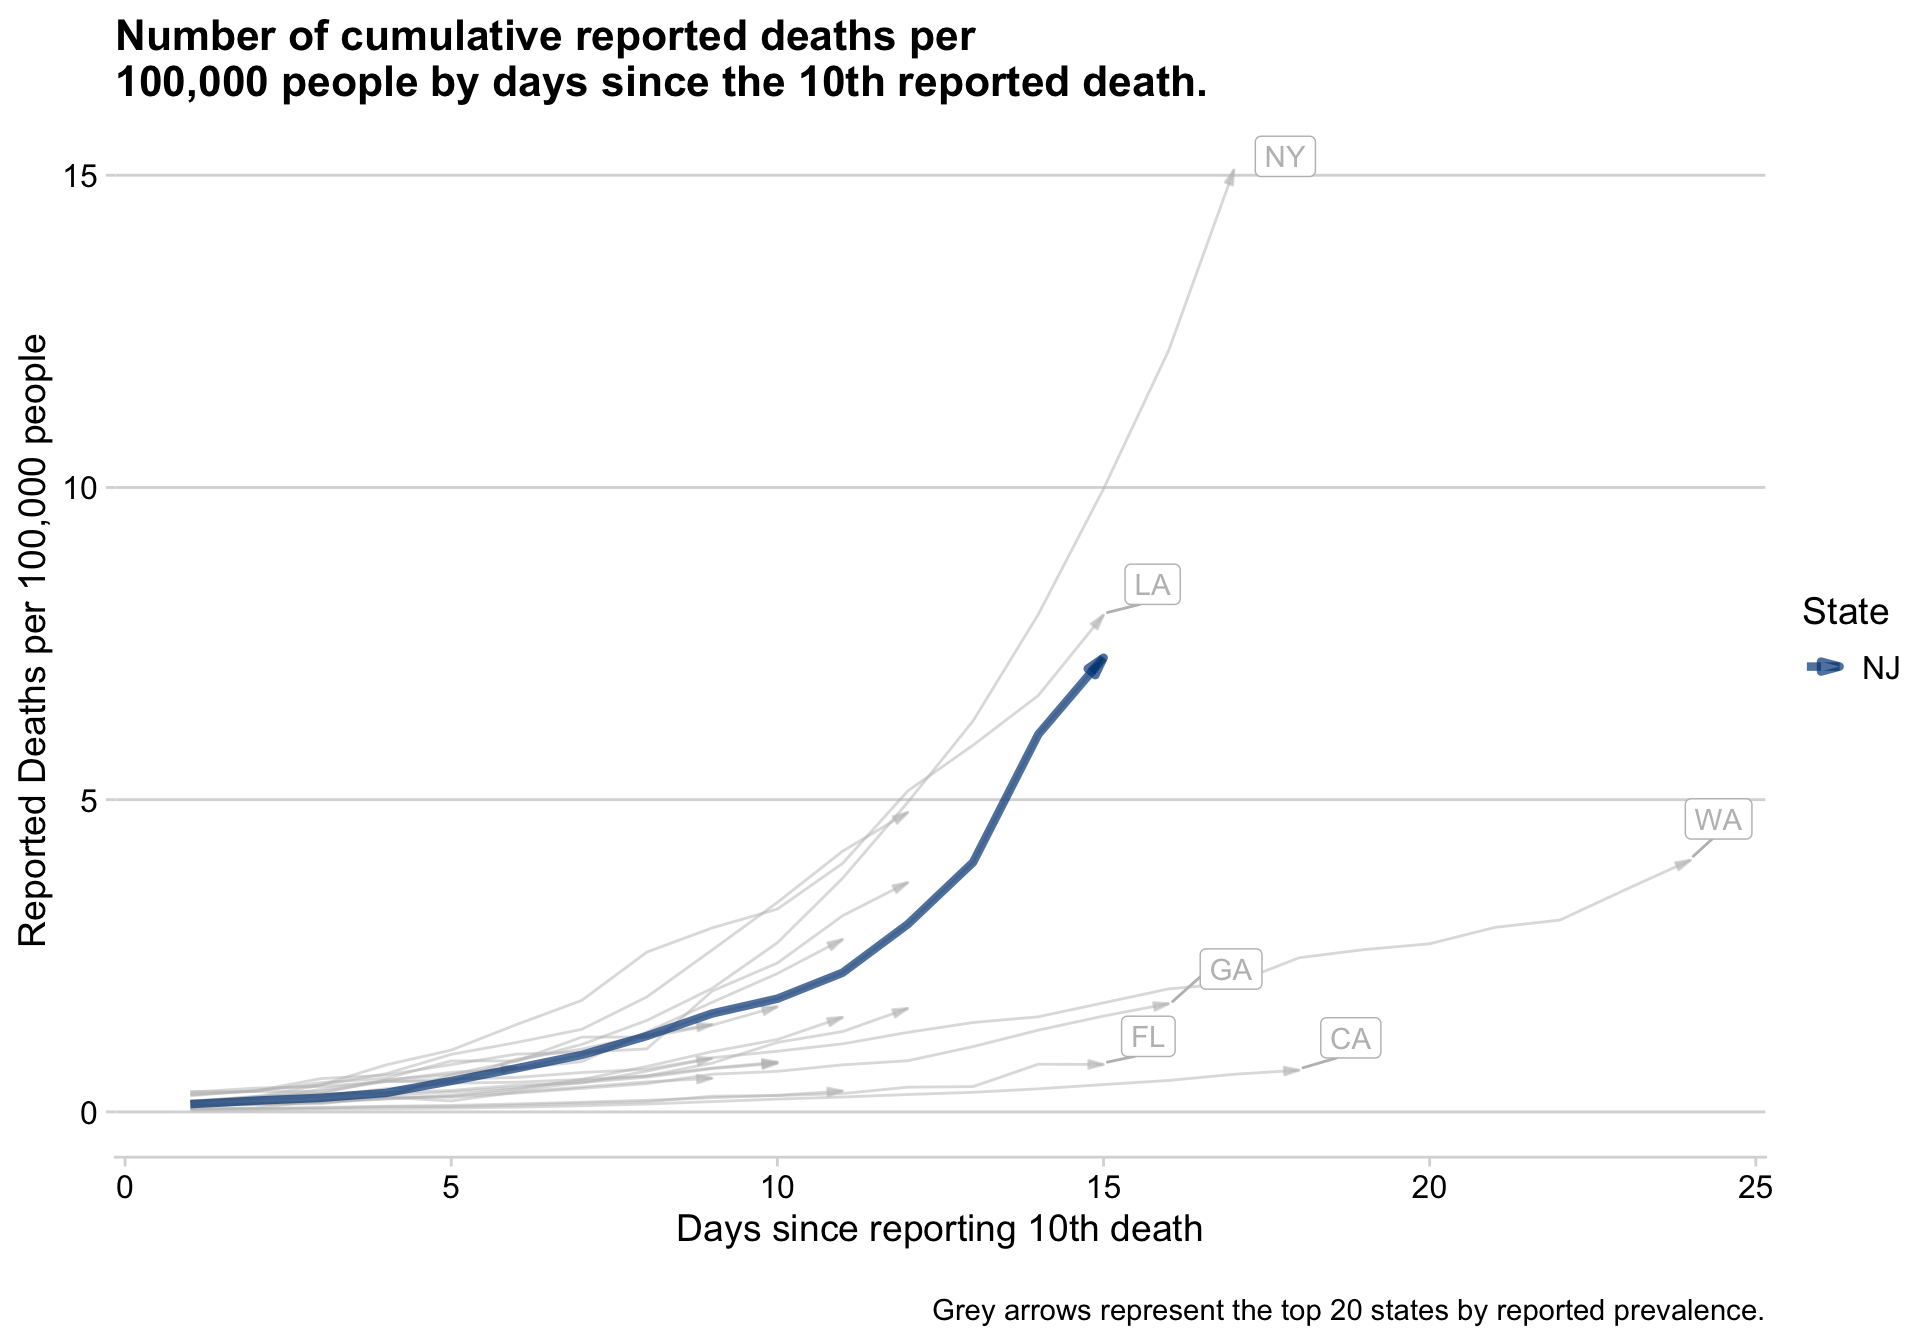 Number of cumulative reported deaths per
100,000 people by days since the 10th reported death.
Reported Deaths per 100,000 people
15
10
5
0
NY
LA
WA
GA
FL
CA
State
NJ
0 5 10 15 20 25
Days since reporting 10th death
Grey arrows represent the top 20 states by reported prevalence.